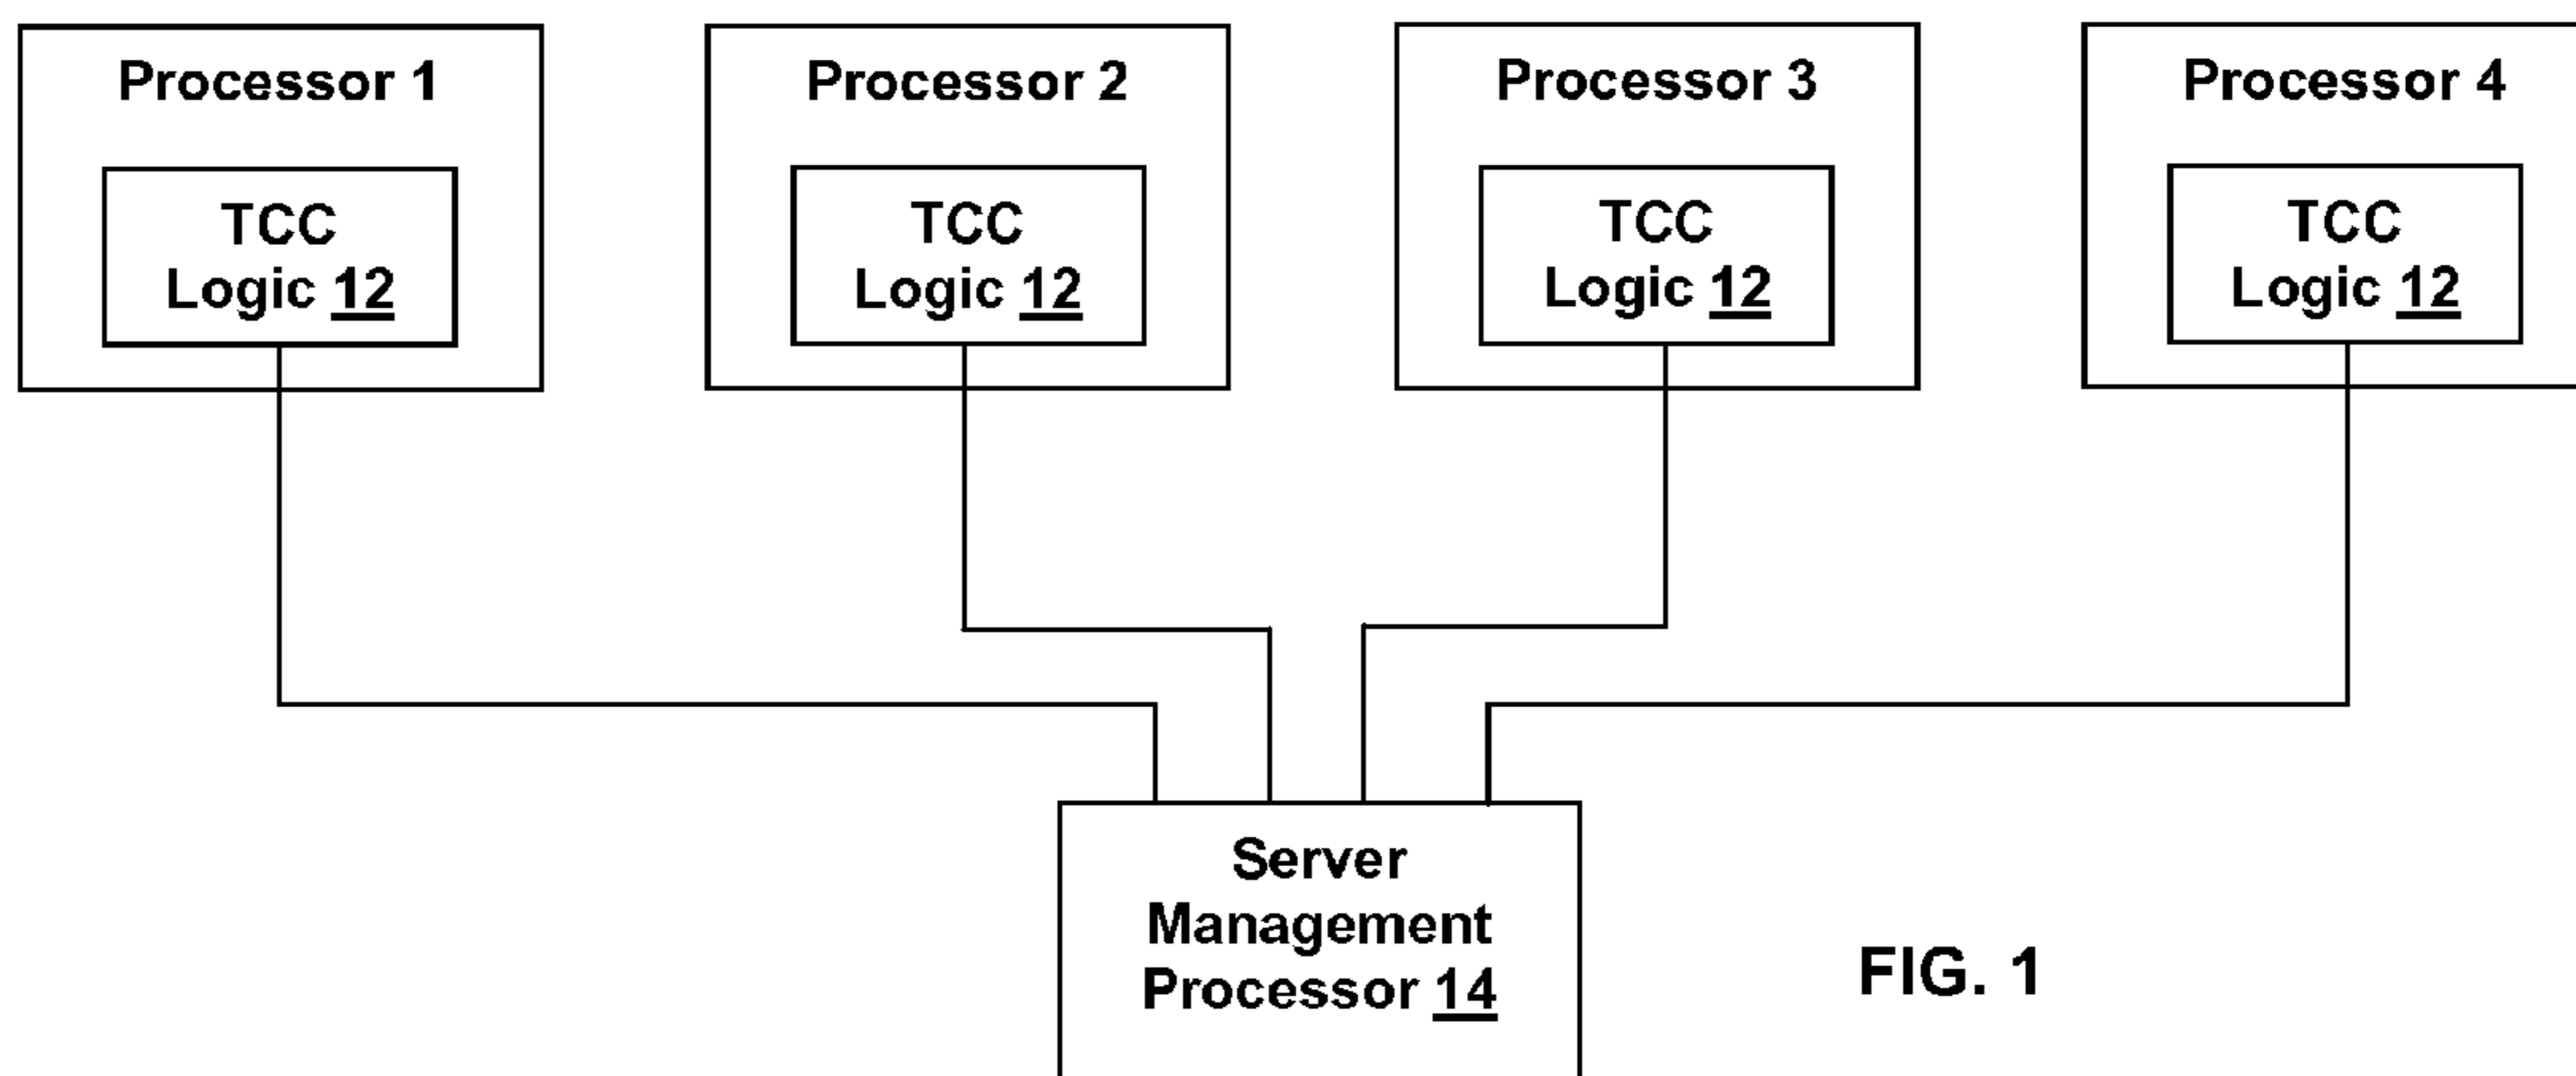 Processor 1
TCC
Logic 12
Processor 2
TCC
Logic 12
Processor 3
TCC
Logic 12
Processor 4
TCC
Logic 12
Server
Management
Processor 14
FIG. 1